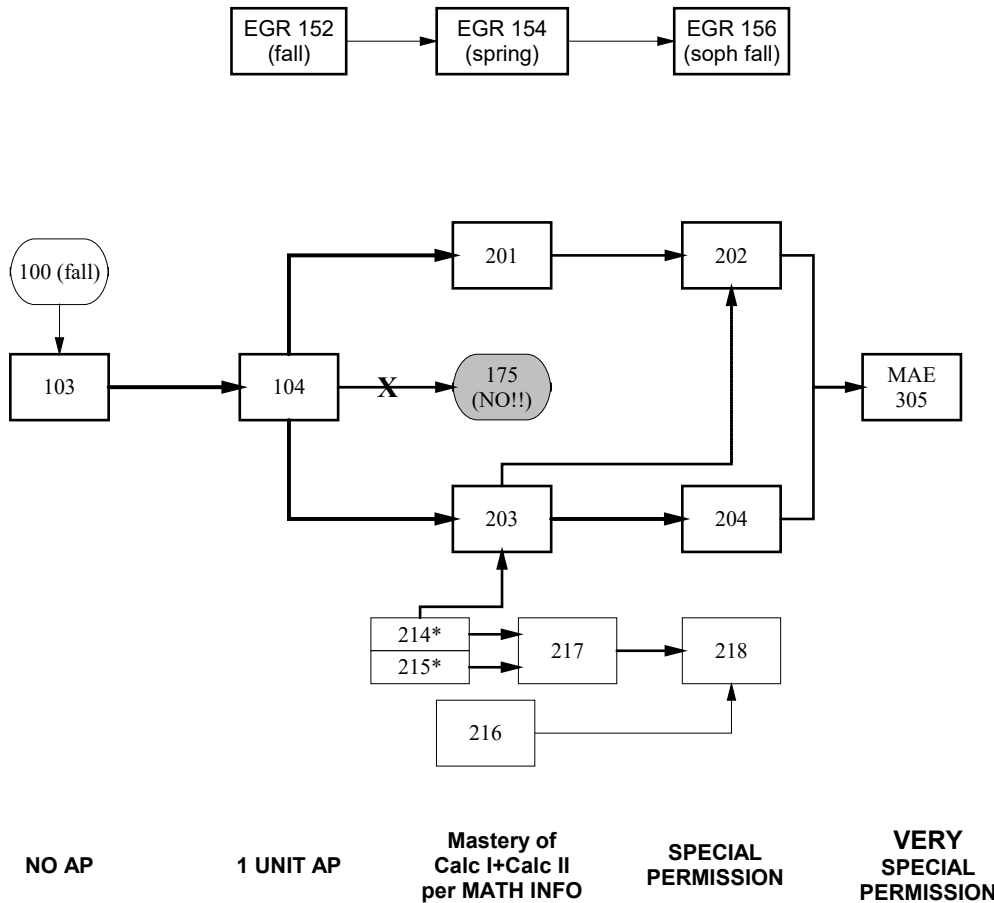 EGR 152
(fall)
EGR 154
(spring)
EGR 156
(soph fall)
100 (fall)
201
202
103
104
X
175
(NO!!)
MAE
305
203
204
214*
215*
217
218
216
NO AP
1 UNIT AP
Mastery of
Calc I+Calc II
per MATH INFO
SPECIAL
PERMISSION
VERY
SPECIAL
PERMISSION